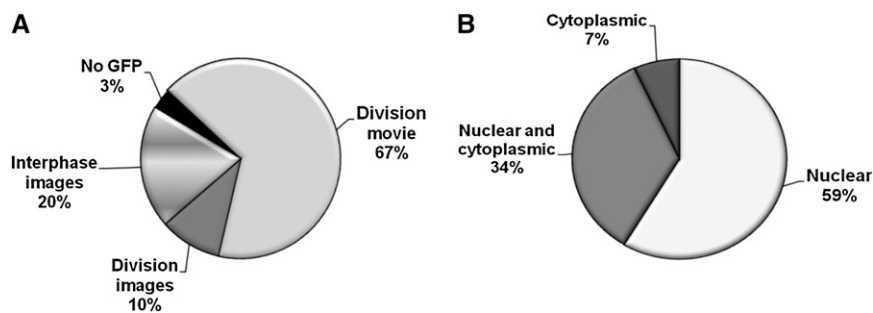 A
No GFP
3%
Division
movie
67%
Interphase
images
20%
Division
images
10%
B
Cytoplasmic
7%
Nuclear and
cytoplasmic
34%
Nuclear
59%